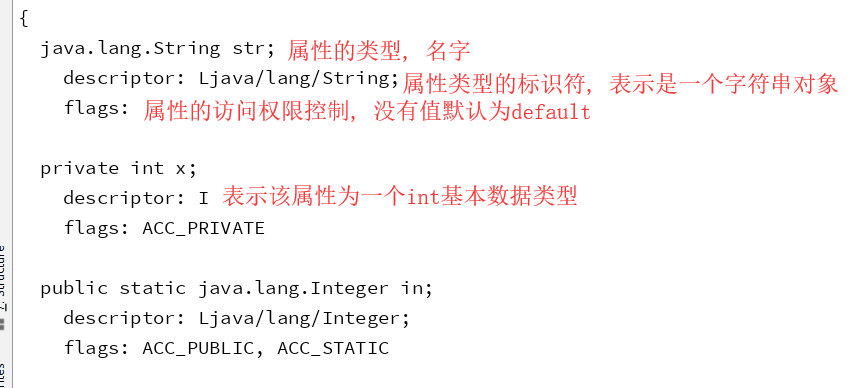 {
java.lang.String str; 属性的类型, 名字
descriptor: Ljava/lang/String; 属性类型的标识符, 表示是一个字符串对象
flags: 属性的访问权限控制, 没有值默认为default
private int x;
descriptor: I 表示该属性为一个int基本数据类型
flags: ACC_PRIVATE
public static java.lang.Integer in;
descriptor: Ljava/lang/Integer;
flags: ACC_PUBLIC, ACC_STATIC
Z: Structure